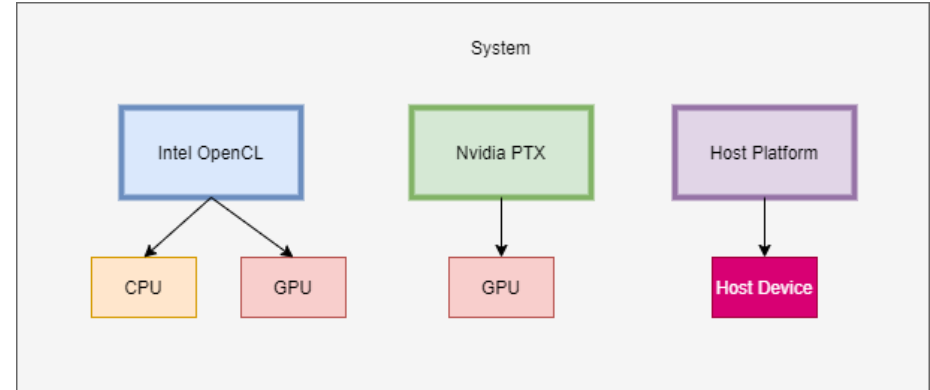 System
Intel OpenCL
Nvidia PTX
Host Platform
CPU
GPU
GPU
Host Device